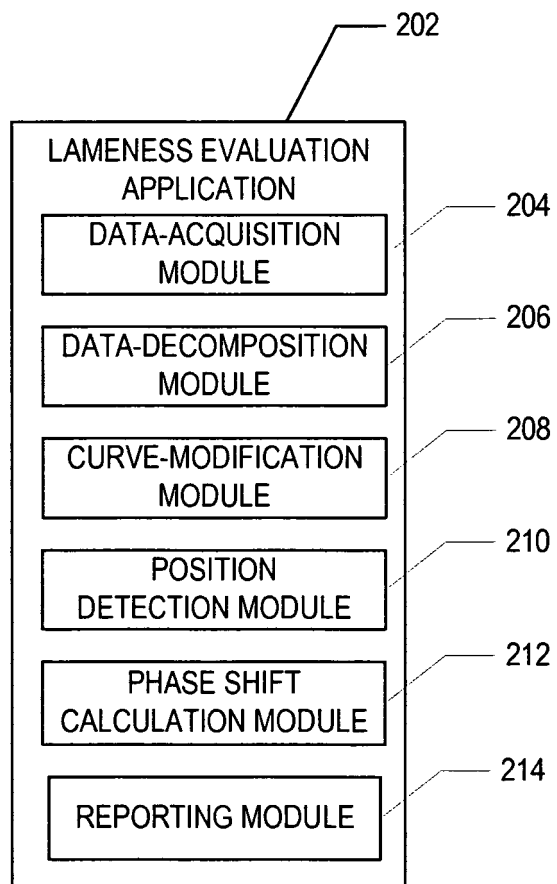 202
LAMENESS EVALUATION
APPLICATION
DATA-ACQUISITION
MODULE
204
DATA-DECOMPOSITION
MODULE
206
CURVE-MODIFICATION
MODULE
208
POSITION
DETECTION MODULE
210
PHASE SHIFT
CALCULATION MODULE
212
REPORTING MODULE
214